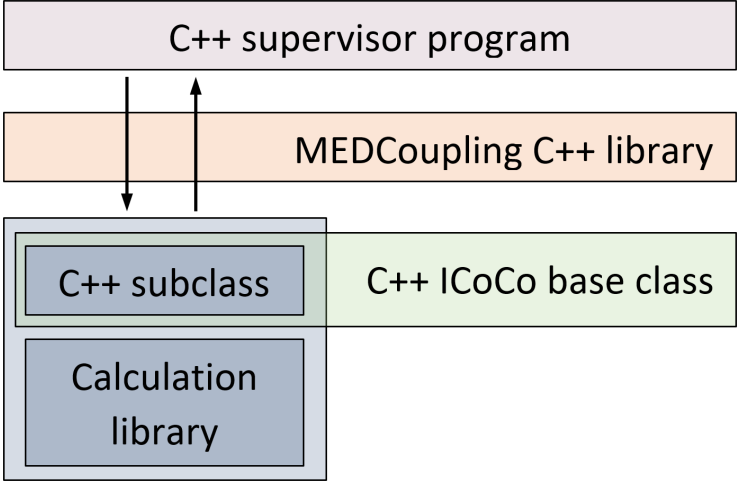 C++ supervisor program
MEDCoupling C++ library
C++ subclass
C++ ICoCo base class
Calculation
library